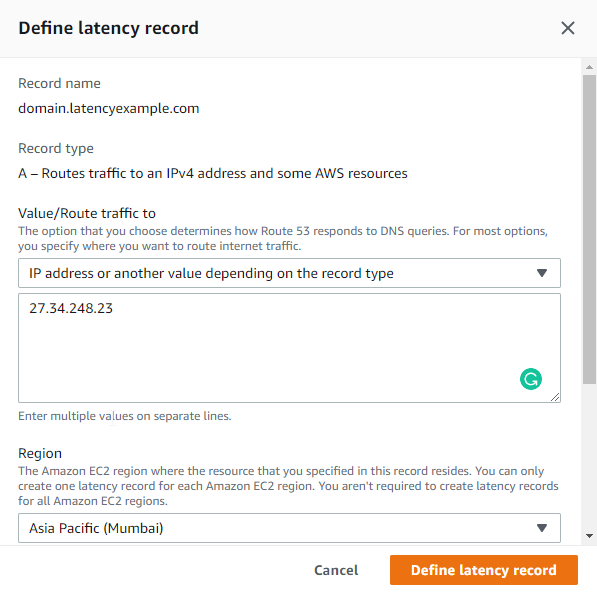 Define latency record
Record name
domain.latencyexample.com
Record type
A – Routes traffic to an IPv4 address and some AWS resources
Value/Route traffic to
The option that you choose determines how Route 53 responds to DNS queries. For most options,
you specify where you want to route internet traffic.
IP address or another value depending on the record type
27.34.248.23
Enter multiple values on separate lines.
Region
The Amazon EC2 region where the resource that you specified in this record resides. You can only
create one latency record for each Amazon EC2 region. You aren't required to create latency records
for all Amazon EC2 regions.
Asia Pacific (Mumbai)
Cancel
Define latency record